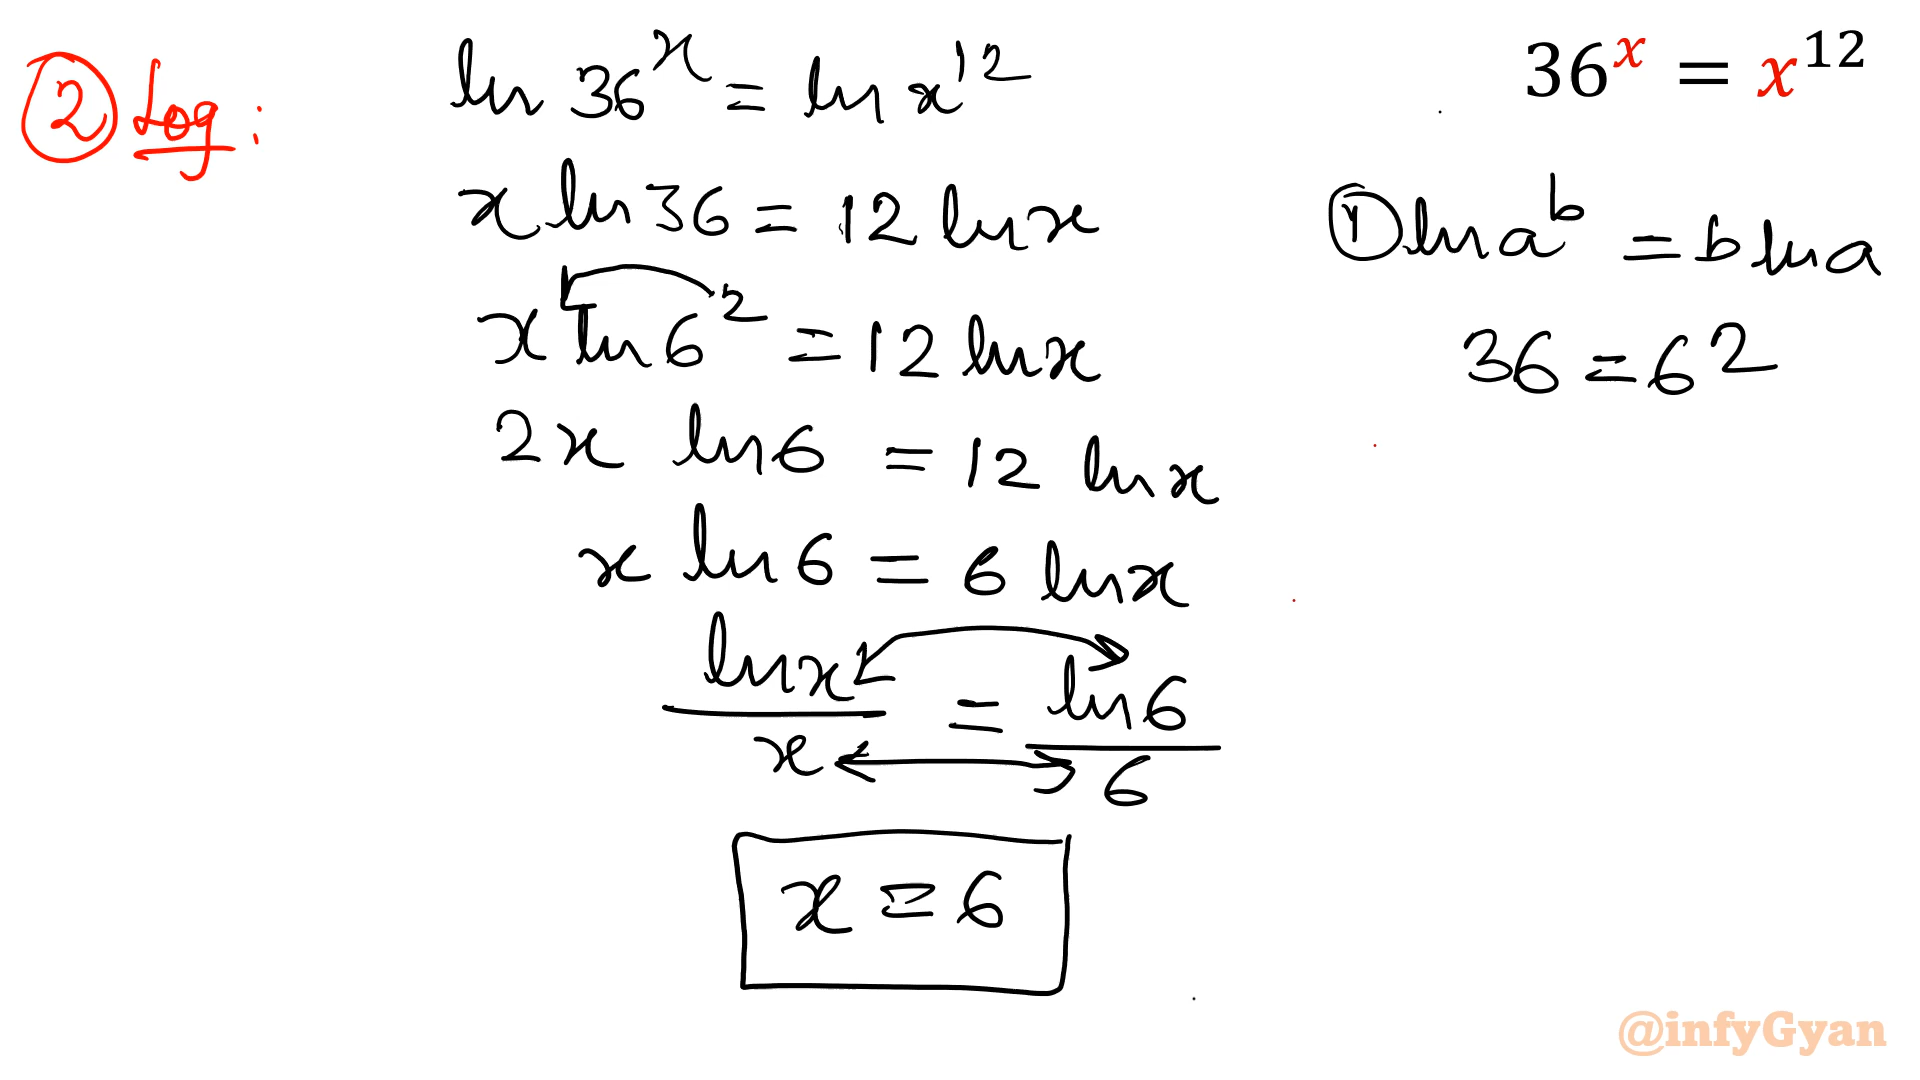 ② Log:
ln 36^x = ln x^12
36^x = x^12
x ln 36 = 12 ln x
① ln a^b = b ln a
x ln 6^2 = 12 ln x
36 = 6^2
2x ln 6 = 12 ln x
x ln 6 = 6 ln x
ln x / x = ln 6 / 6
x = 6
@infyGyan